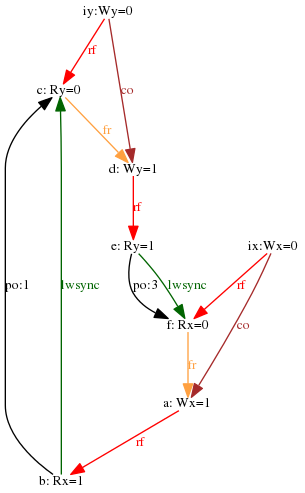 iy:Wy=0
rf
c: Ry=0
co
fr
d: Wy=1
rf
e: Ry=1
ix:Wx=0
po:1
lwsync
po:3
lwsync
rf
f: Rx=0
co
fr
a: Wx=1
rf
b: Rx=1